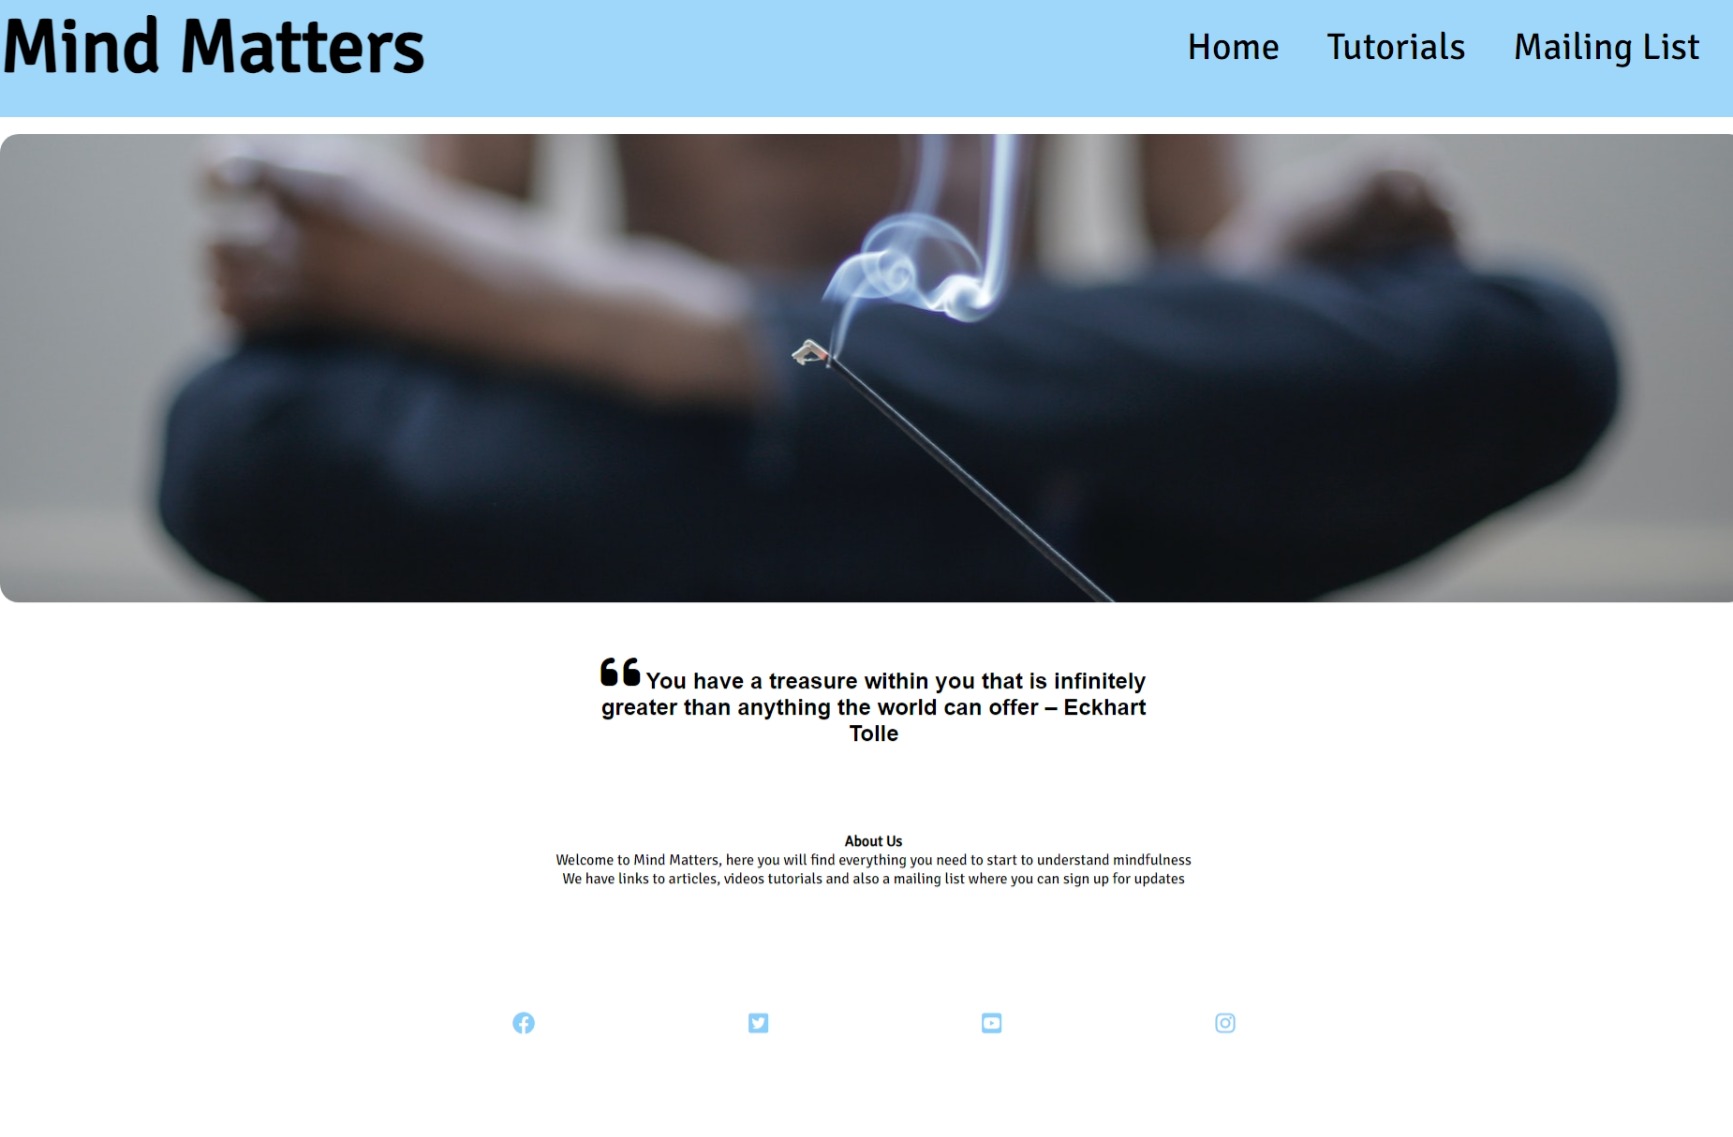 Mind Matters
Home Tutorials Mailing List
You have a treasure within you that is infinitely
greater than anything the world can offer – Eckhart
Tolle
About Us
Welcome to Mind Matters, here you will find everything you need to start to understand mindfulness
We have links to articles, videos tutorials and also a mailing list where you can sign up for updates